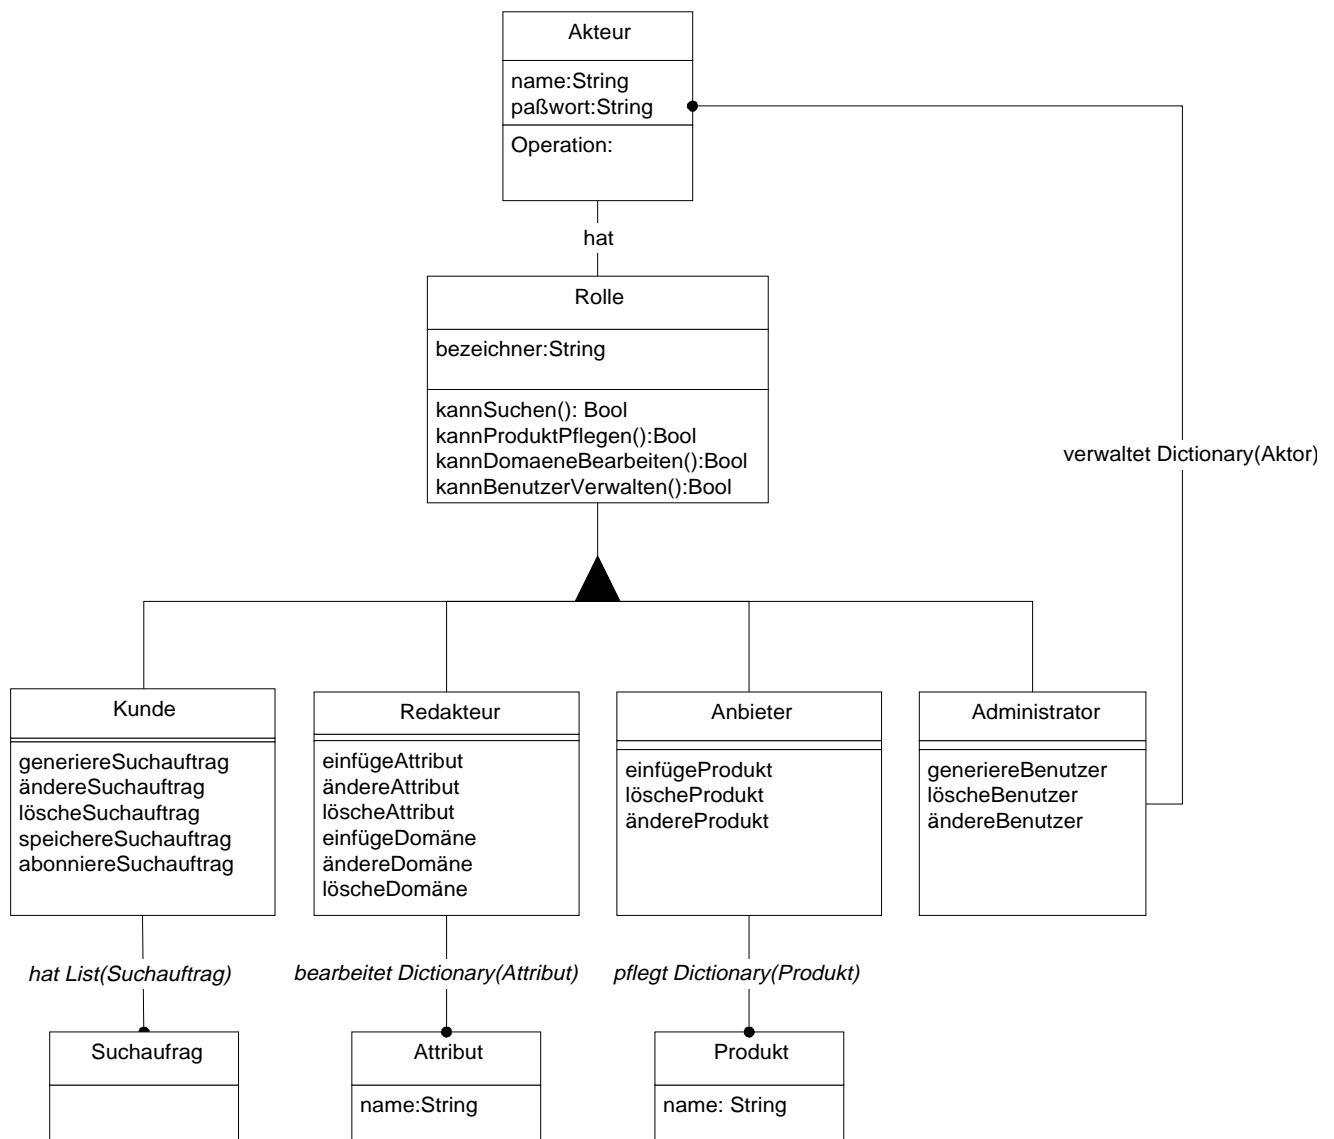 Akteur
name:String
paßwort:String
Operation:
hat
Rolle
bezeichner:String
kannSuchen(): Bool
kannProduktPflegen():Bool
kannDomaeneBearbeiten():Bool
kannBenutzerVerwalten():Bool
verwaltet Dictionary(Aktor)
Kunde
generiereSuchauftrag
ändereSuchauftrag
löscheSuchauftrag
speichereSuchauftrag
abonniereSuchauftrag
Redakteur
einfügeAttribut
ändereAttribut
löscheAttribut
einfügeDomäne
ändereDomäne
löscheDomäne
Anbieter
einfügeProdukt
löscheProdukt
ändereProdukt
Administrator
generiereBenutzer
löscheBenutzer
ändereBenutzer
hat List(Suchauftrag)
bearbeitet Dictionary(Attribut)
pflegt Dictionary(Produkt)
Suchaufrag
Attribut
name:String
Produkt
name: String